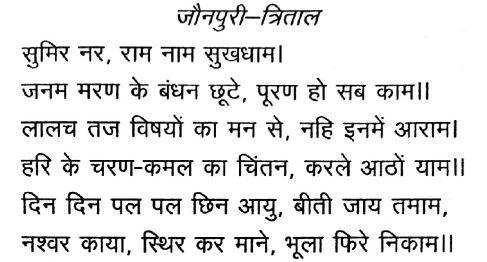 जौनपुरी–त्रिताल
सुमिर नर, राम नाम सुखधाम।
जनम मरण के बंधन छूटे, पूरण हो सब काम।।
लालच तज विषयों का मन से, नहि इनमें आराम।
हरि के चरण-कमल का चिंतन, करले आठों याम।।
दिन दिन पल पल छिन आयु, बीती जाय तमाम,
नश्वर काया, स्थिर कर माने, भूला फिरे निकाम।।